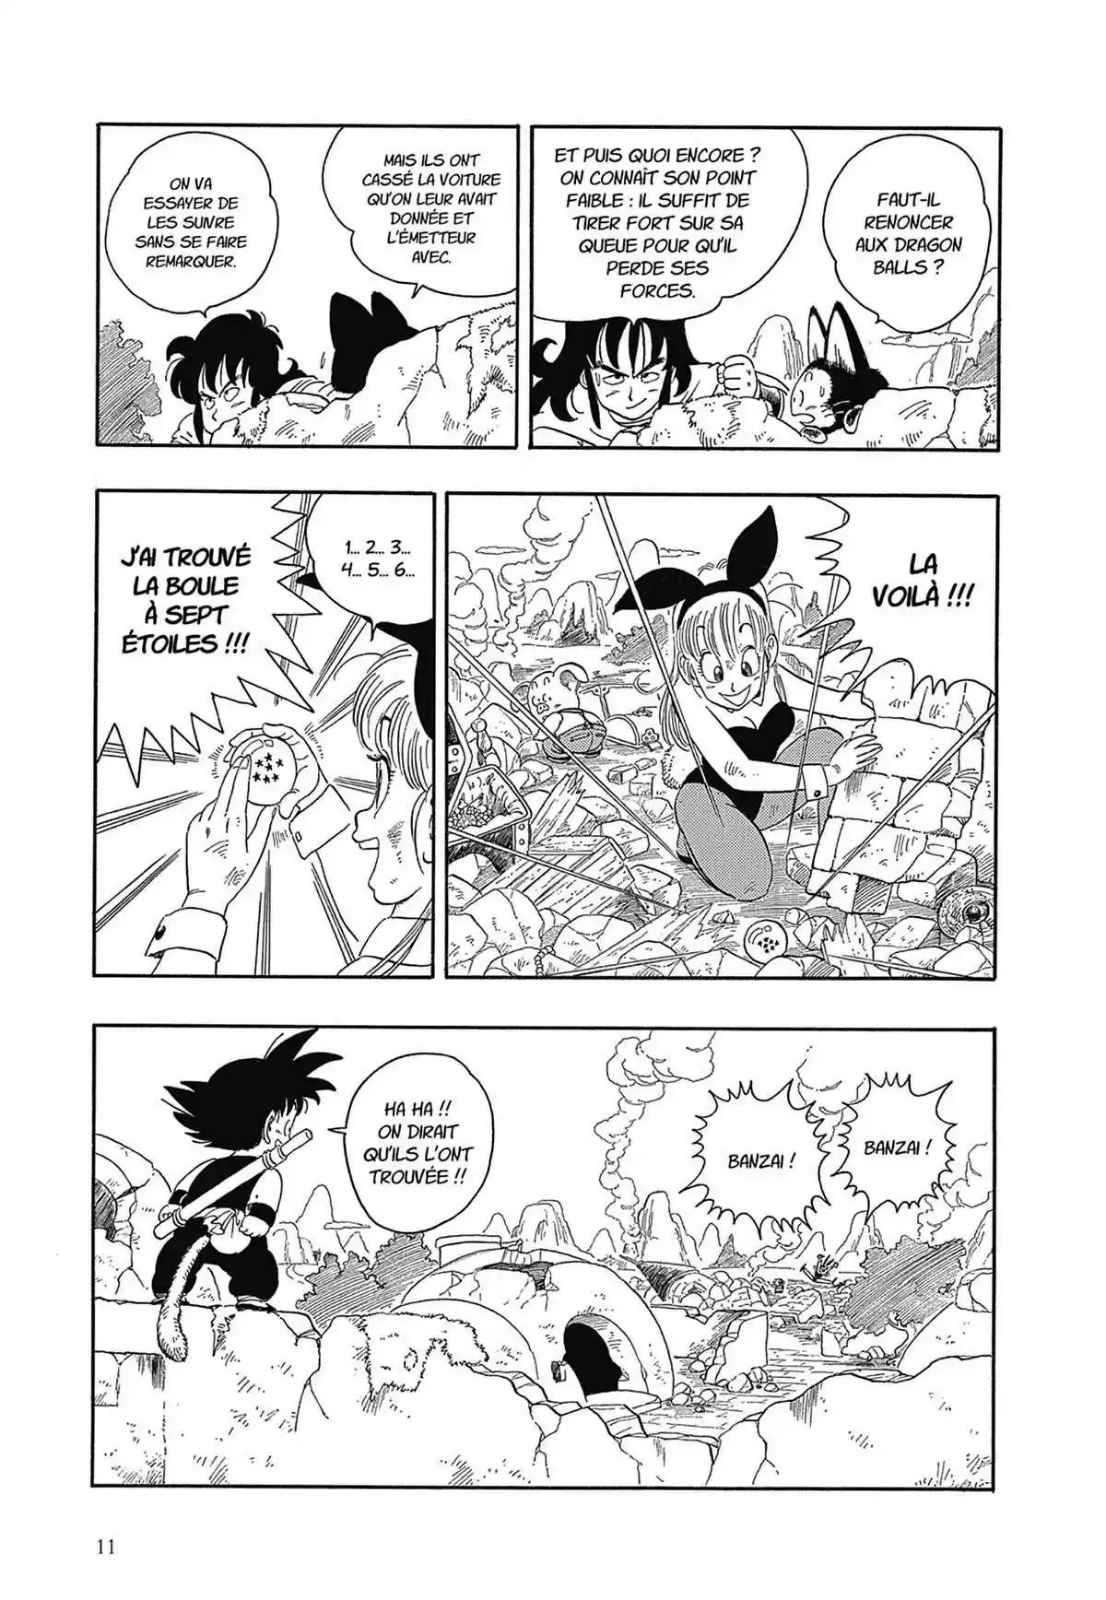 FAUT-IL
RENONCER
AUX DRAGON
BALLS ?
ET PUIS QUOI ENCORE ?
ON CONNAÎT SON POINT
FAIBLE : IL SUFFIT DE
TIRER FORT SUR SA
QUEUE POUR QU'IL
PERDE SES
FORCES.
MAIS ILS ONT
CASSÉ LA VOITURE
QU'ON LEUR AVAIT
DONNÉE ET
L'ÉMETTEUR
AVEC.
ON VA
ESSAYER DE
LES SUIVRE
SANS SE FAIRE
REMARQUER.
LA
VOILÀ !!!
1... 2... 3...
4... 5... 6...
J'AI TROUVÉ
LA BOULE
À SEPT
ÉTOILES !!!
BANZAI !
BANZAI !
HA HA !!
ON DIRAIT
QU'ILS L'ONT
TROUVÉE !!
11